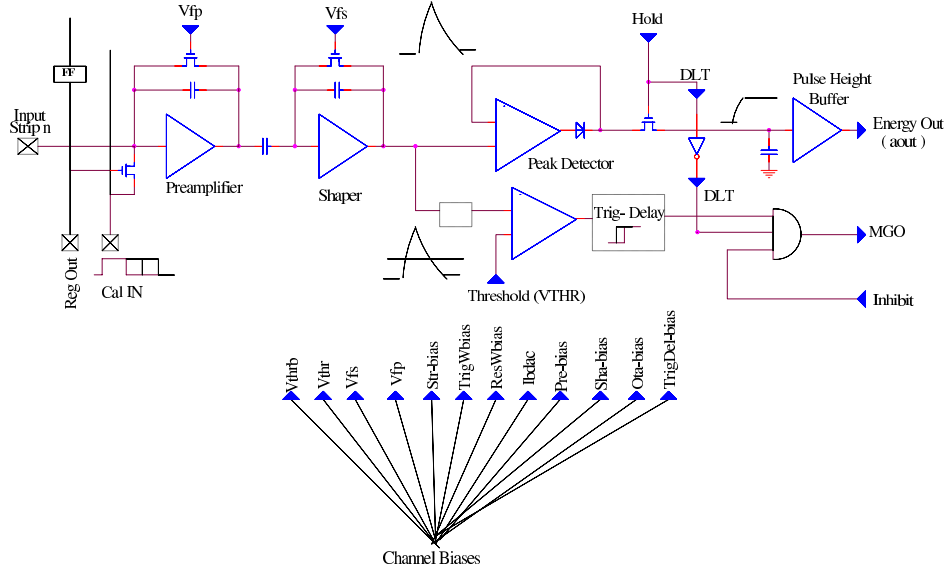 Vfp
Vfs
Hold
FF
DLT
Pulse Height
Buffer
Input
Strip n
Energy Out
( aout )
Peak Detector
Preamplifier
Shaper
DLT
Trig- Delay
MGO
Reg Out
Cal IN
Threshold (VTHR)
Inhibit
Vthrb
Vthr
Vfs
Vfp
Str-bias
TrigWbias
ResWbias
Ibdac
Pre-bias
Sha-bias
Ota-bias
TrigDel-bias
Channel Biases